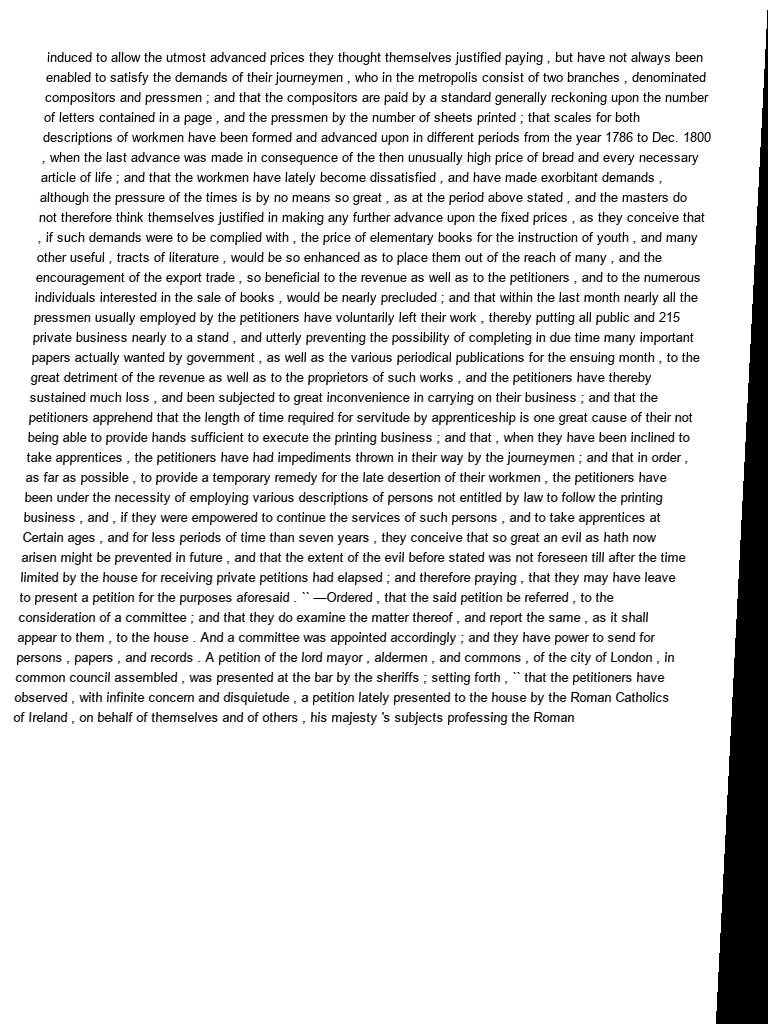 induced to allow the utmost advanced prices they thought themselves justified paying , but have not always been
enabled to satisfy the demands of their journeymen , who in the metropolis consist of two branches , denominated
compositors and pressmen ; and that the compositors are paid by a standard generally reckoning upon the number
of letters contained in a page , and the pressmen by the number of sheets printed ; that scales for both
descriptions of workmen have been formed and advanced upon in different periods from the year 1786 to Dec. 1800
, when the last advance was made in consequence of the then unusually high price of bread and every necessary
article of life ; and that the workmen have lately become dissatisfied , and have made exorbitant demands ,
although the pressure of the times is by no means so great , as at the period above stated , and the masters do
not therefore think themselves justified in making any further advance upon the fixed prices , as they conceive that
, if such demands were to be complied with , the price of elementary books for the instruction of youth , and many
other useful , tracts of literature , would be so enhanced as to place them out of the reach of many , and the
encouragement of the export trade , so beneficial to the revenue as well as to the petitioners , and to the numerous
individuals interested in the sale of books , would be nearly precluded ; and that within the last month nearly all the
pressmen usually employed by the petitioners have voluntarily left their work , thereby putting all public and 215
private business nearly to a stand , and utterly preventing the possibility of completing in due time many important
papers actually wanted by government , as well as the various periodical publications for the ensuing month , to the
great detriment of the revenue as well as to the proprietors of such works , and the petitioners have thereby
sustained much loss , and been subjected to great inconvenience in carrying on their business ; and that the
petitioners apprehend that the length of time required for servitude by apprenticeship is one great cause of their not
being able to provide hands sufficient to execute the printing business ; and that , when they have been inclined to
take apprentices , the petitioners have had impediments thrown in their way by the journeymen ; and that in order ,
as far as possible , to provide a temporary remedy for the late desertion of their workmen , the petitioners have
been under the necessity of employing various descriptions of persons not entitled by law to follow the printing
business , and , if they were empowered to continue the services of such persons , and to take apprentices at
Certain ages , and for less periods of time than seven years , they conceive that so great an evil as hath now
arisen might be prevented in future , and that the extent of the evil before stated was not foreseen till after the time
limited by the house for receiving private petitions had elapsed ; and therefore praying , that they may have leave
to present a petition for the purposes aforesaid . `` —Ordered , that the said petition be referred , to the
consideration of a committee ; and that they do examine the matter thereof , and report the same , as it shall
appear to them , to the house . And a committee was appointed accordingly ; and they have power to send for
persons , papers , and records . A petition of the lord mayor , aldermen , and commons , of the city of London , in
common council assembled , was presented at the bar by the sheriffs ; setting forth , `` that the petitioners have
observed , with infinite concern and disquietude , a petition lately presented to the house by the Roman Catholics
of Ireland , on behalf of themselves and of others , his majesty 's subjects professing the Roman